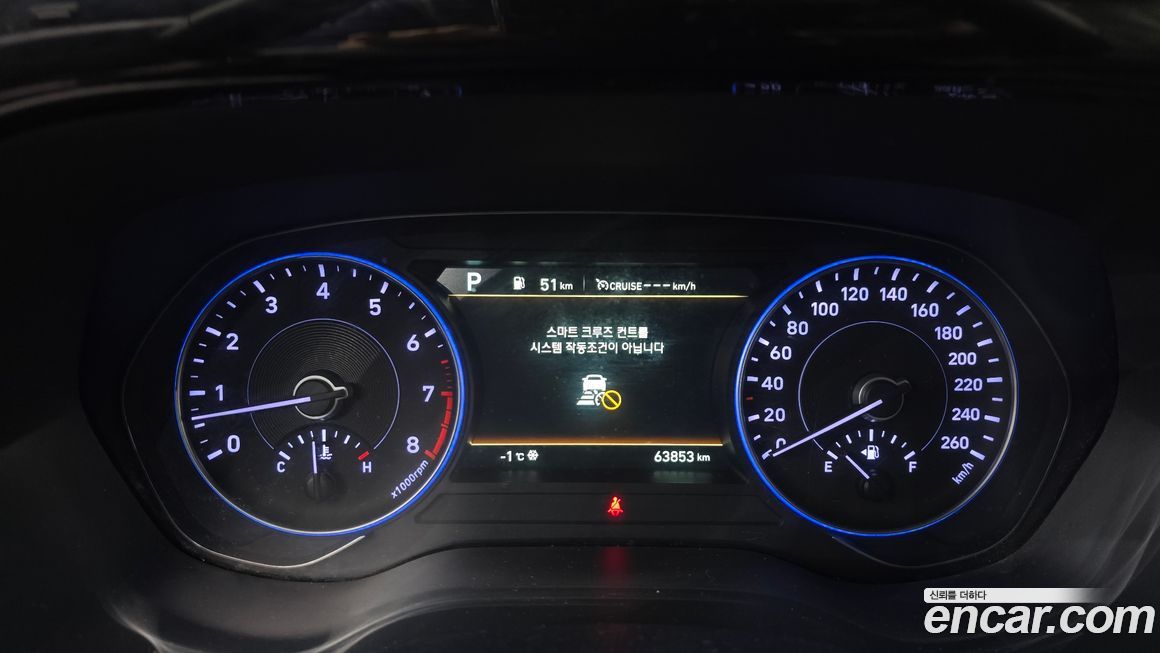 P 51 km CRUISE---km/h
스마트 크루즈 컨트롤
시스템 작동조건이 아닙니다
-1 ℃ 63853 km
0 1 2 3 4 5 6 7 8
x1000rpm
C H
0 20 40 60 80 100 120 140 160 180 200 220 240 260
km/h
E F
신뢰를 더하다
encar.com